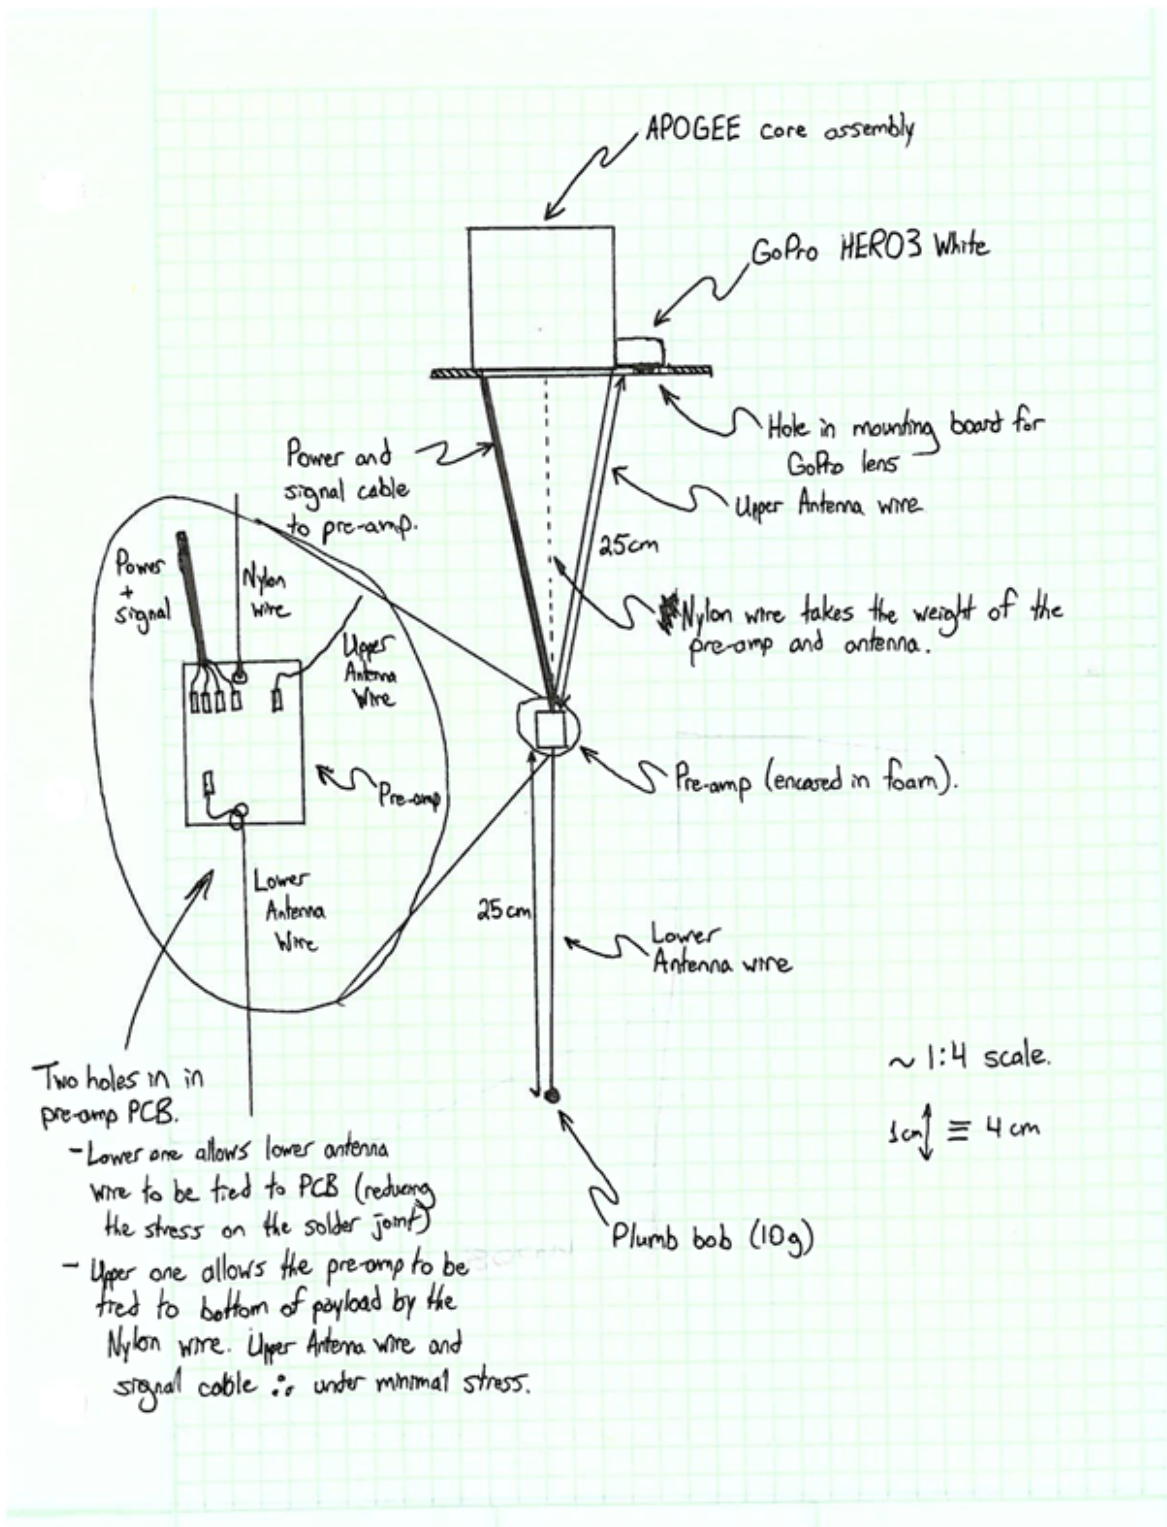 APOGEE core assembly
GoPro HERO3 White
Hole in mounting board for
GoPro lens
Upper Antenna wire
Power and
signal cable
to pre-amp.
25cm
Nylon wire takes the weight of the
pre-amp and antenna.
Power
+
signal
Nylon
wire
Upper
Antenna
Wire
Pre-amp
Pre-amp (encased in foam).
Lower
Antenna
Wire
25cm
Lower
Antenna wire
Two holes in in
pre-amp PCB.
- Lower one allows lower antenna
wire to be tied to PCB (reducing
the stress on the solder joint)
- Upper one allows the pre-amp to be
tied to bottom of payload by the
Nylon wire. Upper Antenna wire and
signal cable ∴ under minimal stress.
~ 1:4 scale.
1cm ≡ 4cm
Plumb bob (10g)